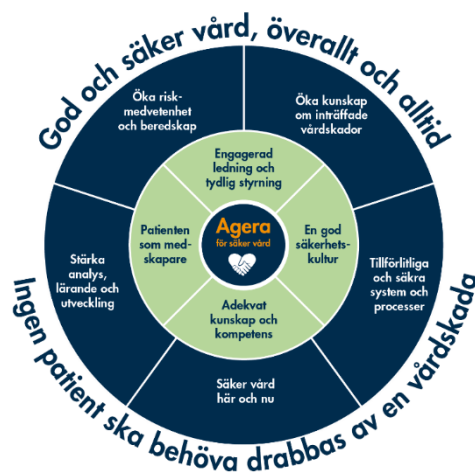 God och säker vård, överallt och alltid
Öka risk-
medvetenhet
och beredskap
Öka kunskap
om inträffade
vårdskador
Engagerad
ledning och
tydlig styrning
Patienten
som med-
skapare
Agera
för säker vård
En god
säkerhets-
kultur
Stärka
analys,
lärande och
utveckling
Tillförlitliga
och säkra
system och
processer
Adekvat
kunskap och
kompetens
Säker vård
här och nu
Ingen patient ska behöva drabbas av en vårdskada